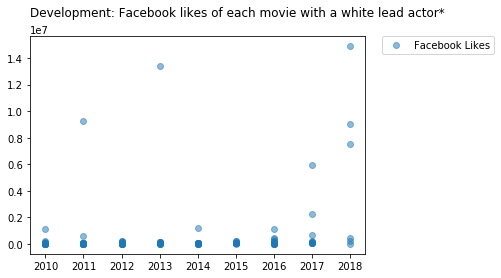 Development: Facebook likes of each movie with a white lead actor*
1e7
Facebook Likes
1.4
1.2
1.0
0.8
0.6
0.4
0.2
0.0
2010 2011 2012 2013 2014 2015 2016 2017 2018